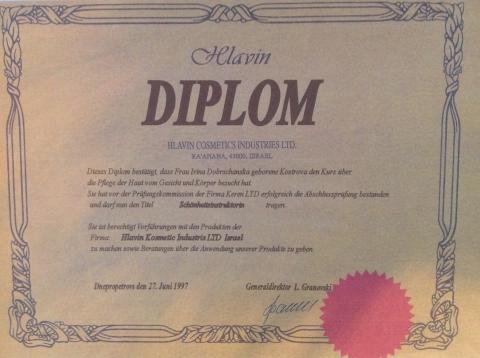 Hlavin
DIPLOM
HLAVIN COSMETICS INDUSTRIES LTD.
RA'ANANA, 43000, ISRAEL
Dieses Diplom bestätigt, dass Frau Irina Dobrschanska geborene Kostrova den Kurs über
die Pflege der Haut vom Gesicht und Körper besucht hat.
Sie hat vor der Prüfungskommission der Firma Keren LTD erfolgreich die Abschlussprüfung bestanden
und darf nun den Titel Schönheitsinstruktorin tragen.
Sie ist berechtigt Vorführungen mit den Produkten der
Firma: Hlavin Kosmetic Industris LTD Israel
zu machen sowie Beratungen über die Anwendung unserer Produkte zu geben.
Dnepropetrovs den 27. Juni 1997 Generaldirektor L. Granovski